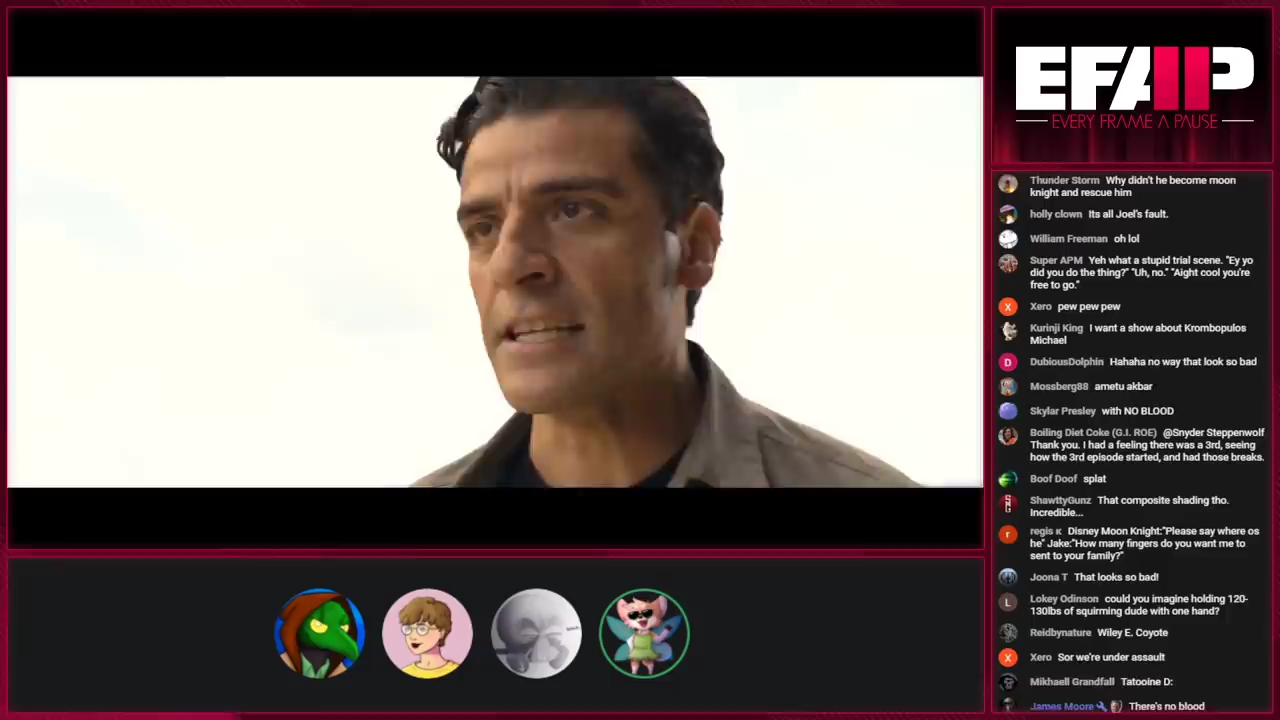 EFAP
EVERY FRAME A PAUSE
Thunder Storm Why didn't he become moon
knight and rescue him
holly clown Its all Joel's fault.
William Freeman oh lol
Super APM Yeh what a stupid trial scene. "Ey yo
did you do the thing?" "Uh, no." "Aight cool you're
free to go."
X
Xero pew pew pew
Kurinji King I want a show about Krombopulos
Michael
D
DubiousDolphin Hahaha no way that look so bad
Mossberg88 ametu akbar
Skylar Presley with NO BLOOD
Boiling Diet Coke (G.I. ROE) @Snyder Steppenwolf
Thank you. I had a feeling there was a 3rd, seeing
how the 3rd episode started, and had those breaks.
Boof Doof splat
ShawttyGunz That composite shading tho.
Incredible...
r
regis ĸ Disney Moon Knight:"Please say where os
he" Jake:"How many fingers do you want me to
sent to your family?"
Joona T That looks so bad!
L
Lokey Odinson could you imagine holding 120-
130lbs of squirming dude with one hand?
Reidbynature Wiley E. Coyote
X
Xero Sor we're under assault
Mikhaell Grandfall Tatooine D:
James Moore There's no blood